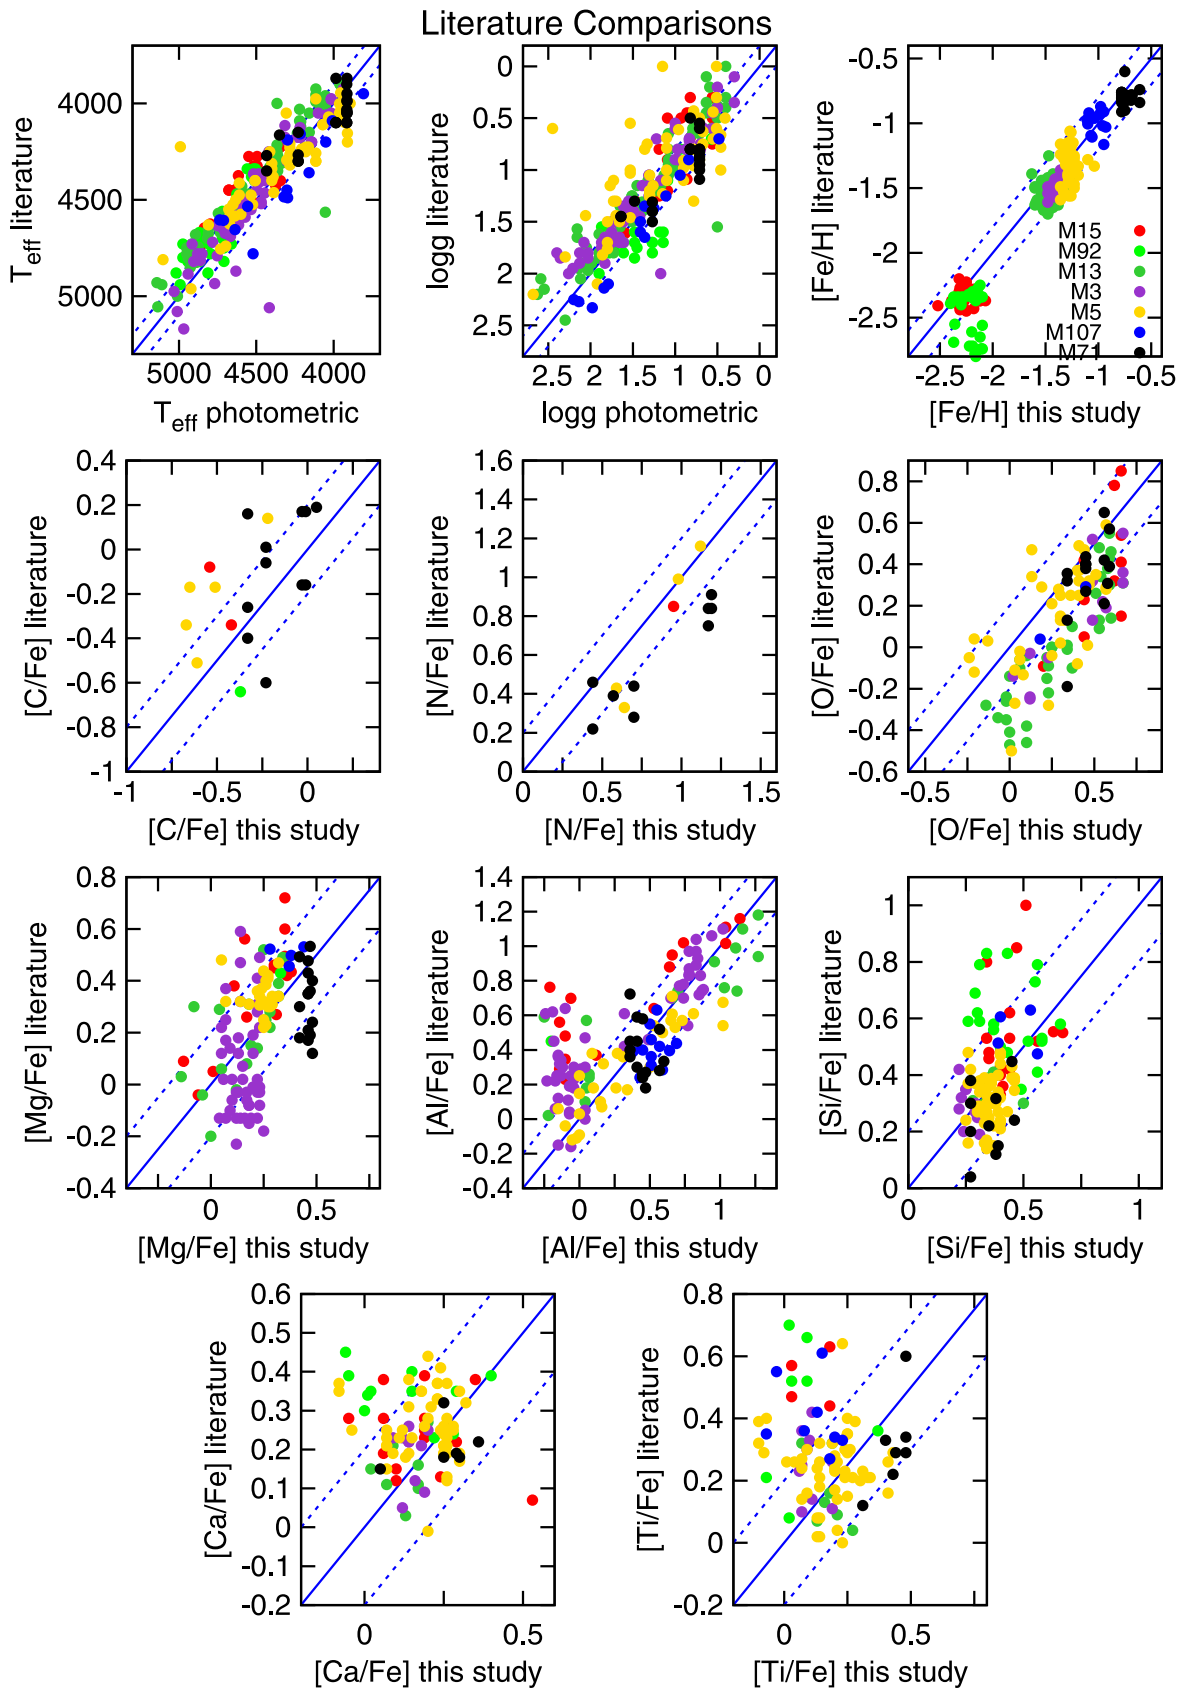 Literature Comparisons
4000
4500
5000
T_eff literature
5000 4500 4000
T_eff photometric
0
0.5
1
1.5
2
2.5
logg literature
2.5 2 1.5 1 0.5 0
logg photometric
-0.5
-1
-1.5
-2
-2.5
[Fe/H] literature
M15
M92
M13
M3
M5
M107
M71
-2.5 -2 -1.5 -1 -0.5
[Fe/H] this study
0.4
0.2
0
-0.2
-0.4
-0.6
-0.8
-1
[C/Fe] literature
-1 -0.5 0
[C/Fe] this study
1.6
1.4
1.2
1
0.8
0.6
0.4
0.2
0
[N/Fe] literature
0 0.5 1 1.5
[N/Fe] this study
0.8
0.6
0.4
0.2
0
-0.2
-0.4
-0.6
[O/Fe] literature
-0.5 0 0.5
[O/Fe] this study
0.8
0.6
0.4
0.2
0
-0.2
-0.4
[Mg/Fe] literature
0 0.5
[Mg/Fe] this study
1.4
1.2
1
0.8
0.6
0.4
0.2
0
-0.2
-0.4
[Al/Fe] literature
0 0.5 1
[Al/Fe] this study
1
0.8
0.6
0.4
0.2
0
[Si/Fe] literature
0 0.5 1
[Si/Fe] this study
0.6
0.5
0.4
0.3
0.2
0.1
0
-0.1
-0.2
[Ca/Fe] literature
0 0.5
[Ca/Fe] this study
0.8
0.6
0.4
0.2
0
-0.2
[Ti/Fe] literature
0 0.5
[Ti/Fe] this study